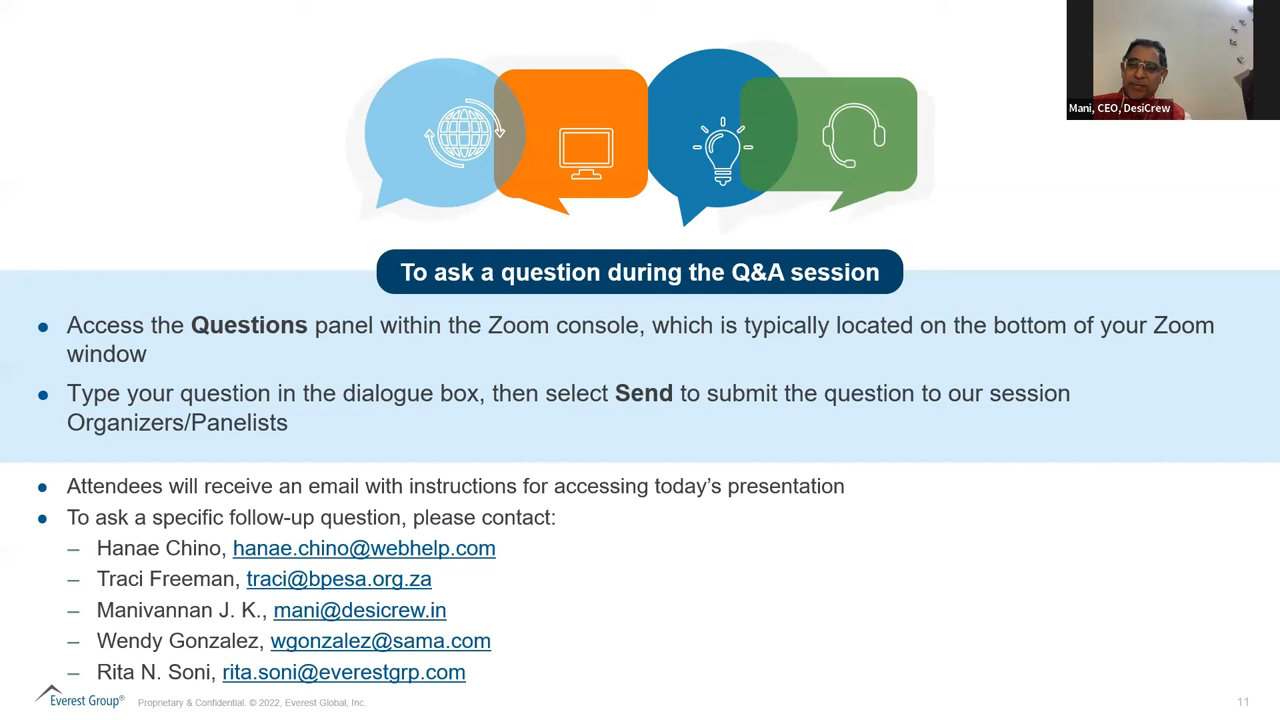 Mani, CEO, DesiCrew
To ask a question during the Q&A session
● Access the Questions panel within the Zoom console, which is typically located on the bottom of your Zoom
window
● Type your question in the dialogue box, then select Send to submit the question to our session
Organizers/Panelists
● Attendees will receive an email with instructions for accessing today’s presentation
● To ask a specific follow-up question, please contact:
– Hanae Chino, hanae.chino@webhelp.com
– Traci Freeman, traci@bpesa.org.za
– Manivannan J. K., mani@desicrew.in
– Wendy Gonzalez, wgonzalez@sama.com
– Rita N. Soni, rita.soni@everestgrp.com
Everest Group® Proprietary & Confidential. © 2022, Everest Global, Inc. 11